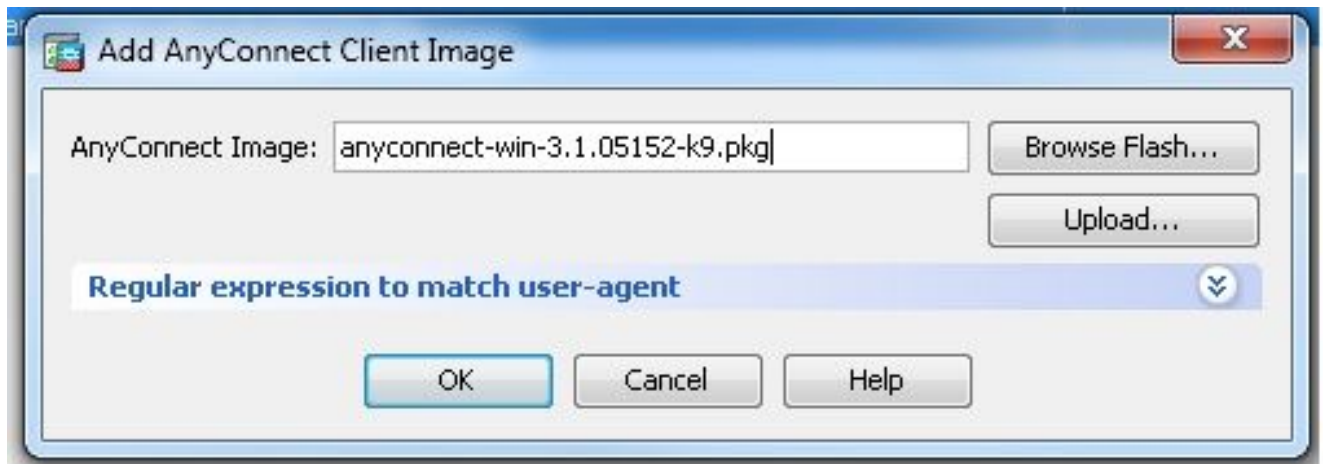 Add AnyConnect Client Image
AnyConnect Image: anyconnect-win-3.1.05152-k9.pkg Browse Flash...
Upload...
Regular expression to match user-agent
OK Cancel Help